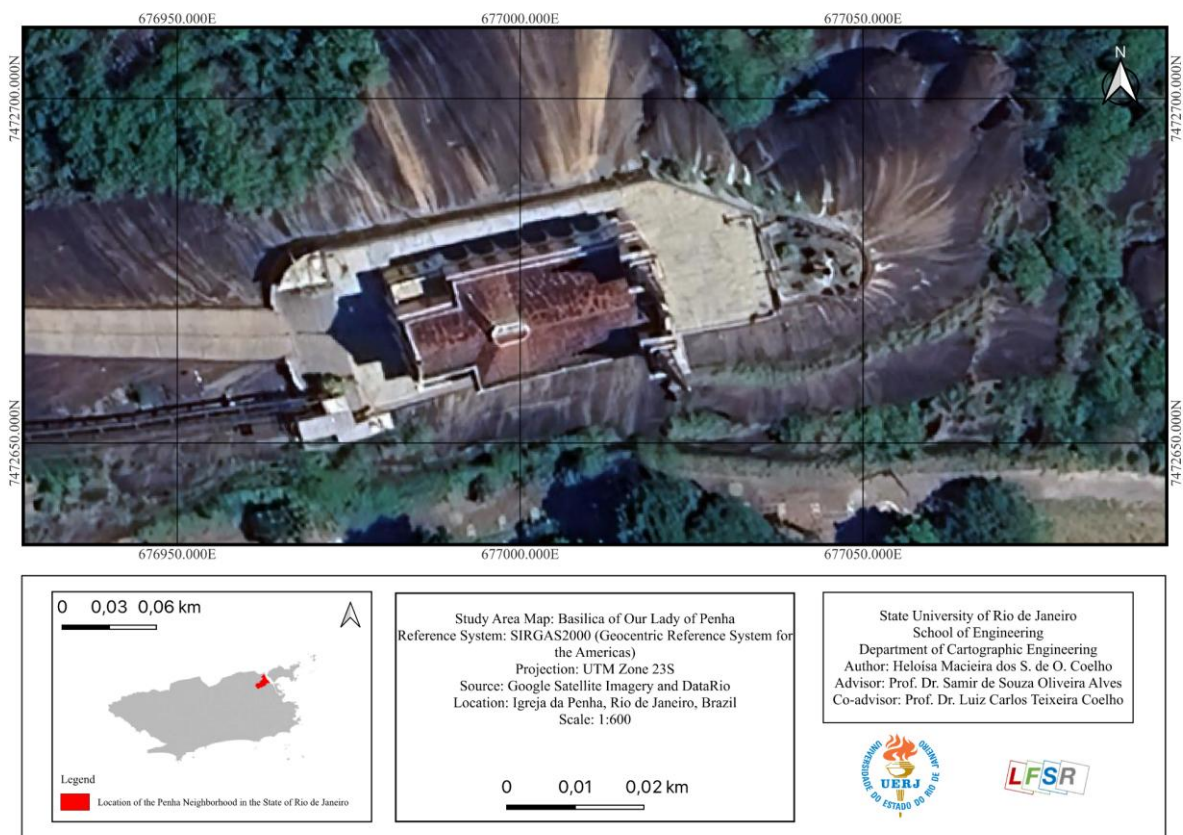 676950.000E 677000.000E 677050.000E
N
7472700.000N 7472700.000N
7472650.000N 7472650.000N
676950.000E 677000.000E 677050.000E
0 0,03 0,06 km
Legend
Location of the Penha Neighborhood in the State of Rio de Janeiro
Study Area Map: Basilica of Our Lady of Penha
Reference System: SIRGAS2000 (Geocentric Reference System for
the Americas)
Projection: UTM Zone 23S
Source: Google Satellite Imagery and DataRio
Location: Igreja da Penha, Rio de Janeiro, Brazil
Scale: 1:600
0 0,01 0,02 km
State University of Rio de Janeiro
School of Engineering
Department of Cartographic Engineering
Author: Heloísa Macieira dos S. de O. Coelho
Advisor: Prof. Dr. Samir de Souza Oliveira Alves
Co-advisor: Prof. Dr. Luiz Carlos Teixeira Coelho
UNIVERSIDADE DO ESTADO DO RIO DE JANEIRO
UERJ
LFSR